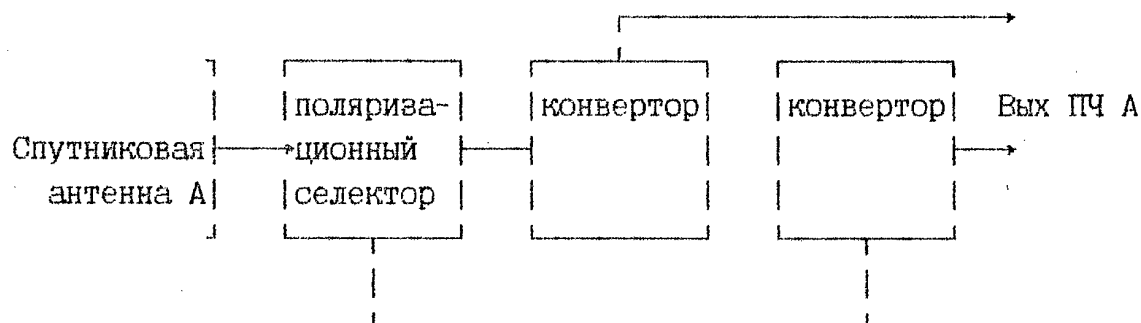 поляриза- конвертор конвертор Вых ПЧ А
Спутниковая ционный
антенна А селектор